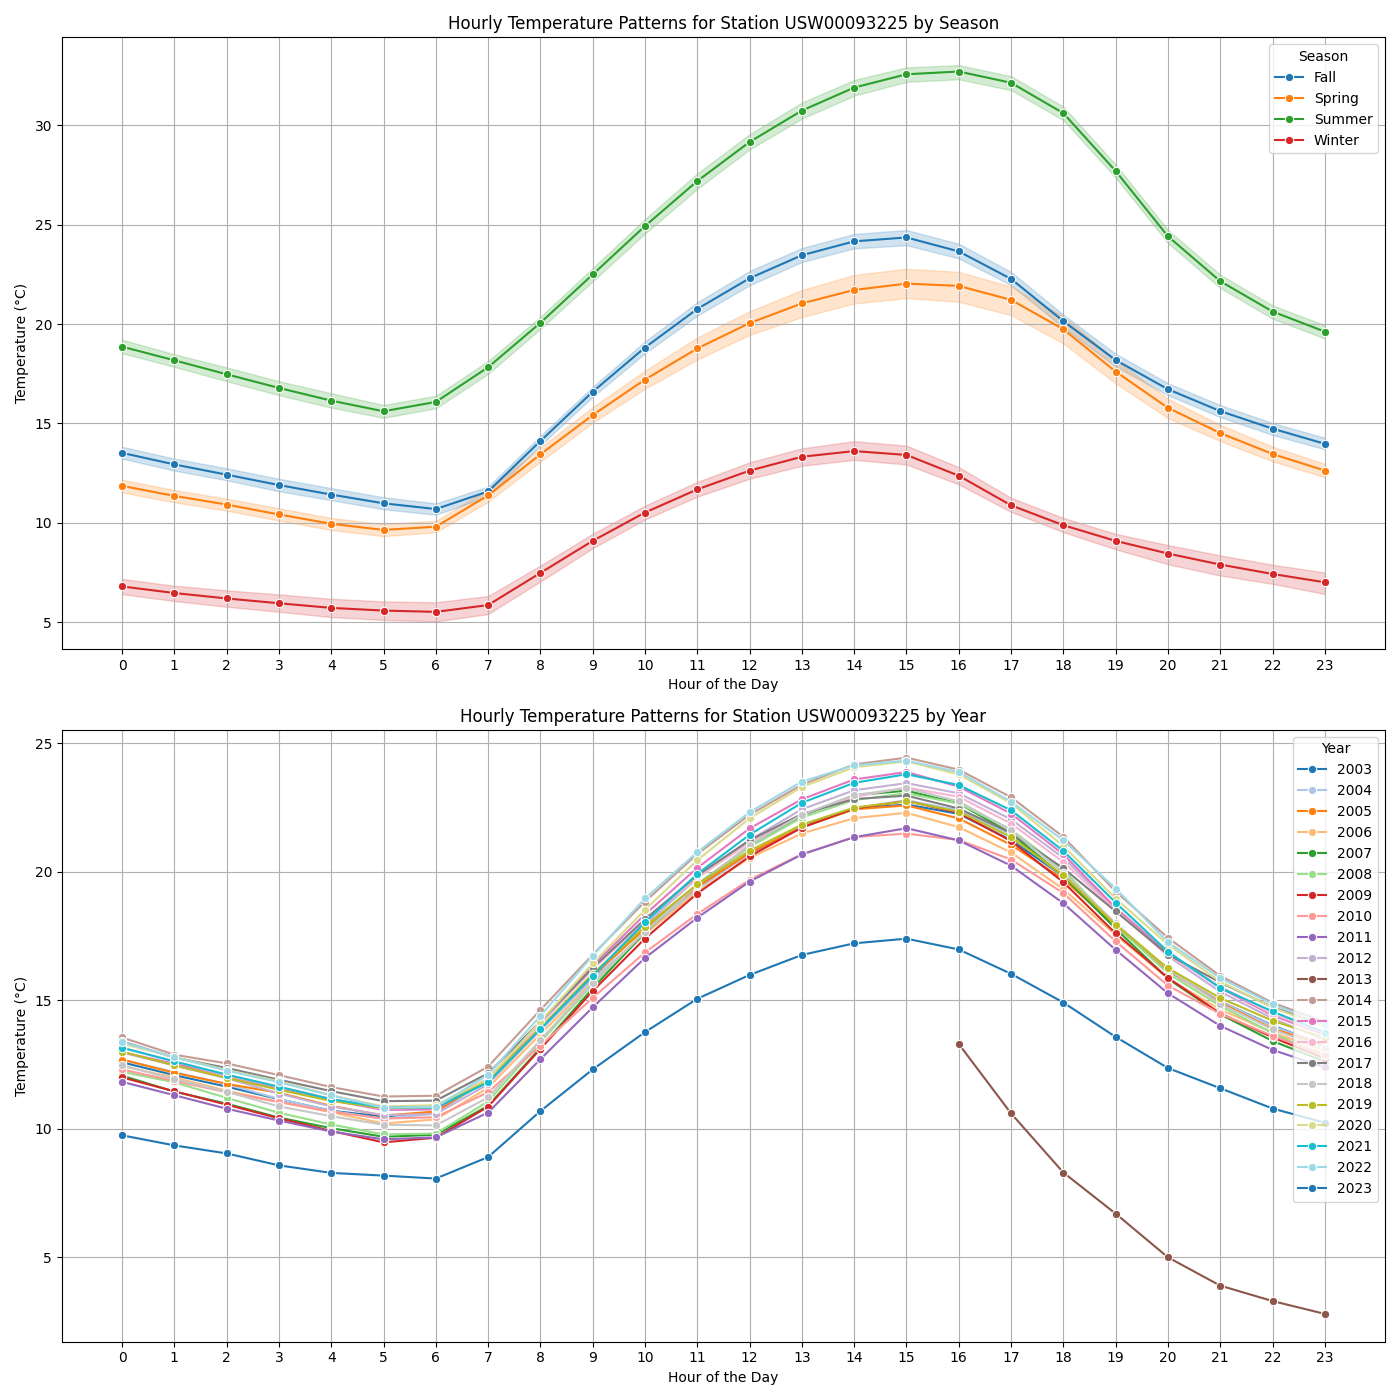 Hourly Temperature Patterns for Station USW00093225 by Season
Temperature (°C)
30
25
20
15
10
5
Season
Fall
Spring
Summer
Winter
0 1 2 3 4 5 6 7 8 9 10 11 12 13 14 15 16 17 18 19 20 21 22 23
Hour of the Day
Hourly Temperature Patterns for Station USW00093225 by Year
Temperature (°C)
25
20
15
10
5
Year
2003
2004
2005
2006
2007
2008
2009
2010
2011
2012
2013
2014
2015
2016
2017
2018
2019
2020
2021
2022
2023
0 1 2 3 4 5 6 7 8 9 10 11 12 13 14 15 16 17 18 19 20 21 22 23
Hour of the Day